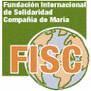 Fundación Internacional
de Solidaridad
Compañía de María
FISC